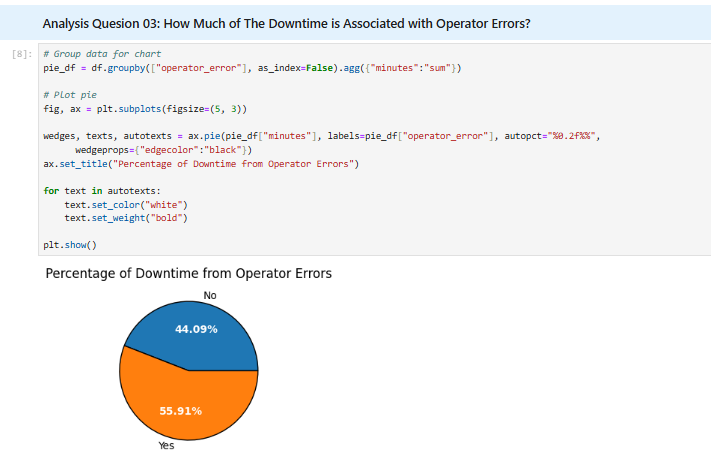 Analysis Quesion 03: How Much of The Downtime is Associated with Operator Errors?
[8]:
# Group data for chart
pie_df = df.groupby(["operator_error"], as_index=False).agg({"minutes":"sum"})
# Plot pie
fig, ax = plt.subplots(figsize=(5, 3))
wedges, texts, autotexts = ax.pie(pie_df["minutes"], labels=pie_df["operator_error"], autopct="%0.2f%%",
wedgeprops={"edgecolor":"black"})
ax.set_title("Percentage of Downtime from Operator Errors")
for text in autotexts:
text.set_color("white")
text.set_weight("bold")
plt.show()
Percentage of Downtime from Operator Errors
No
44.09%
55.91%
Yes